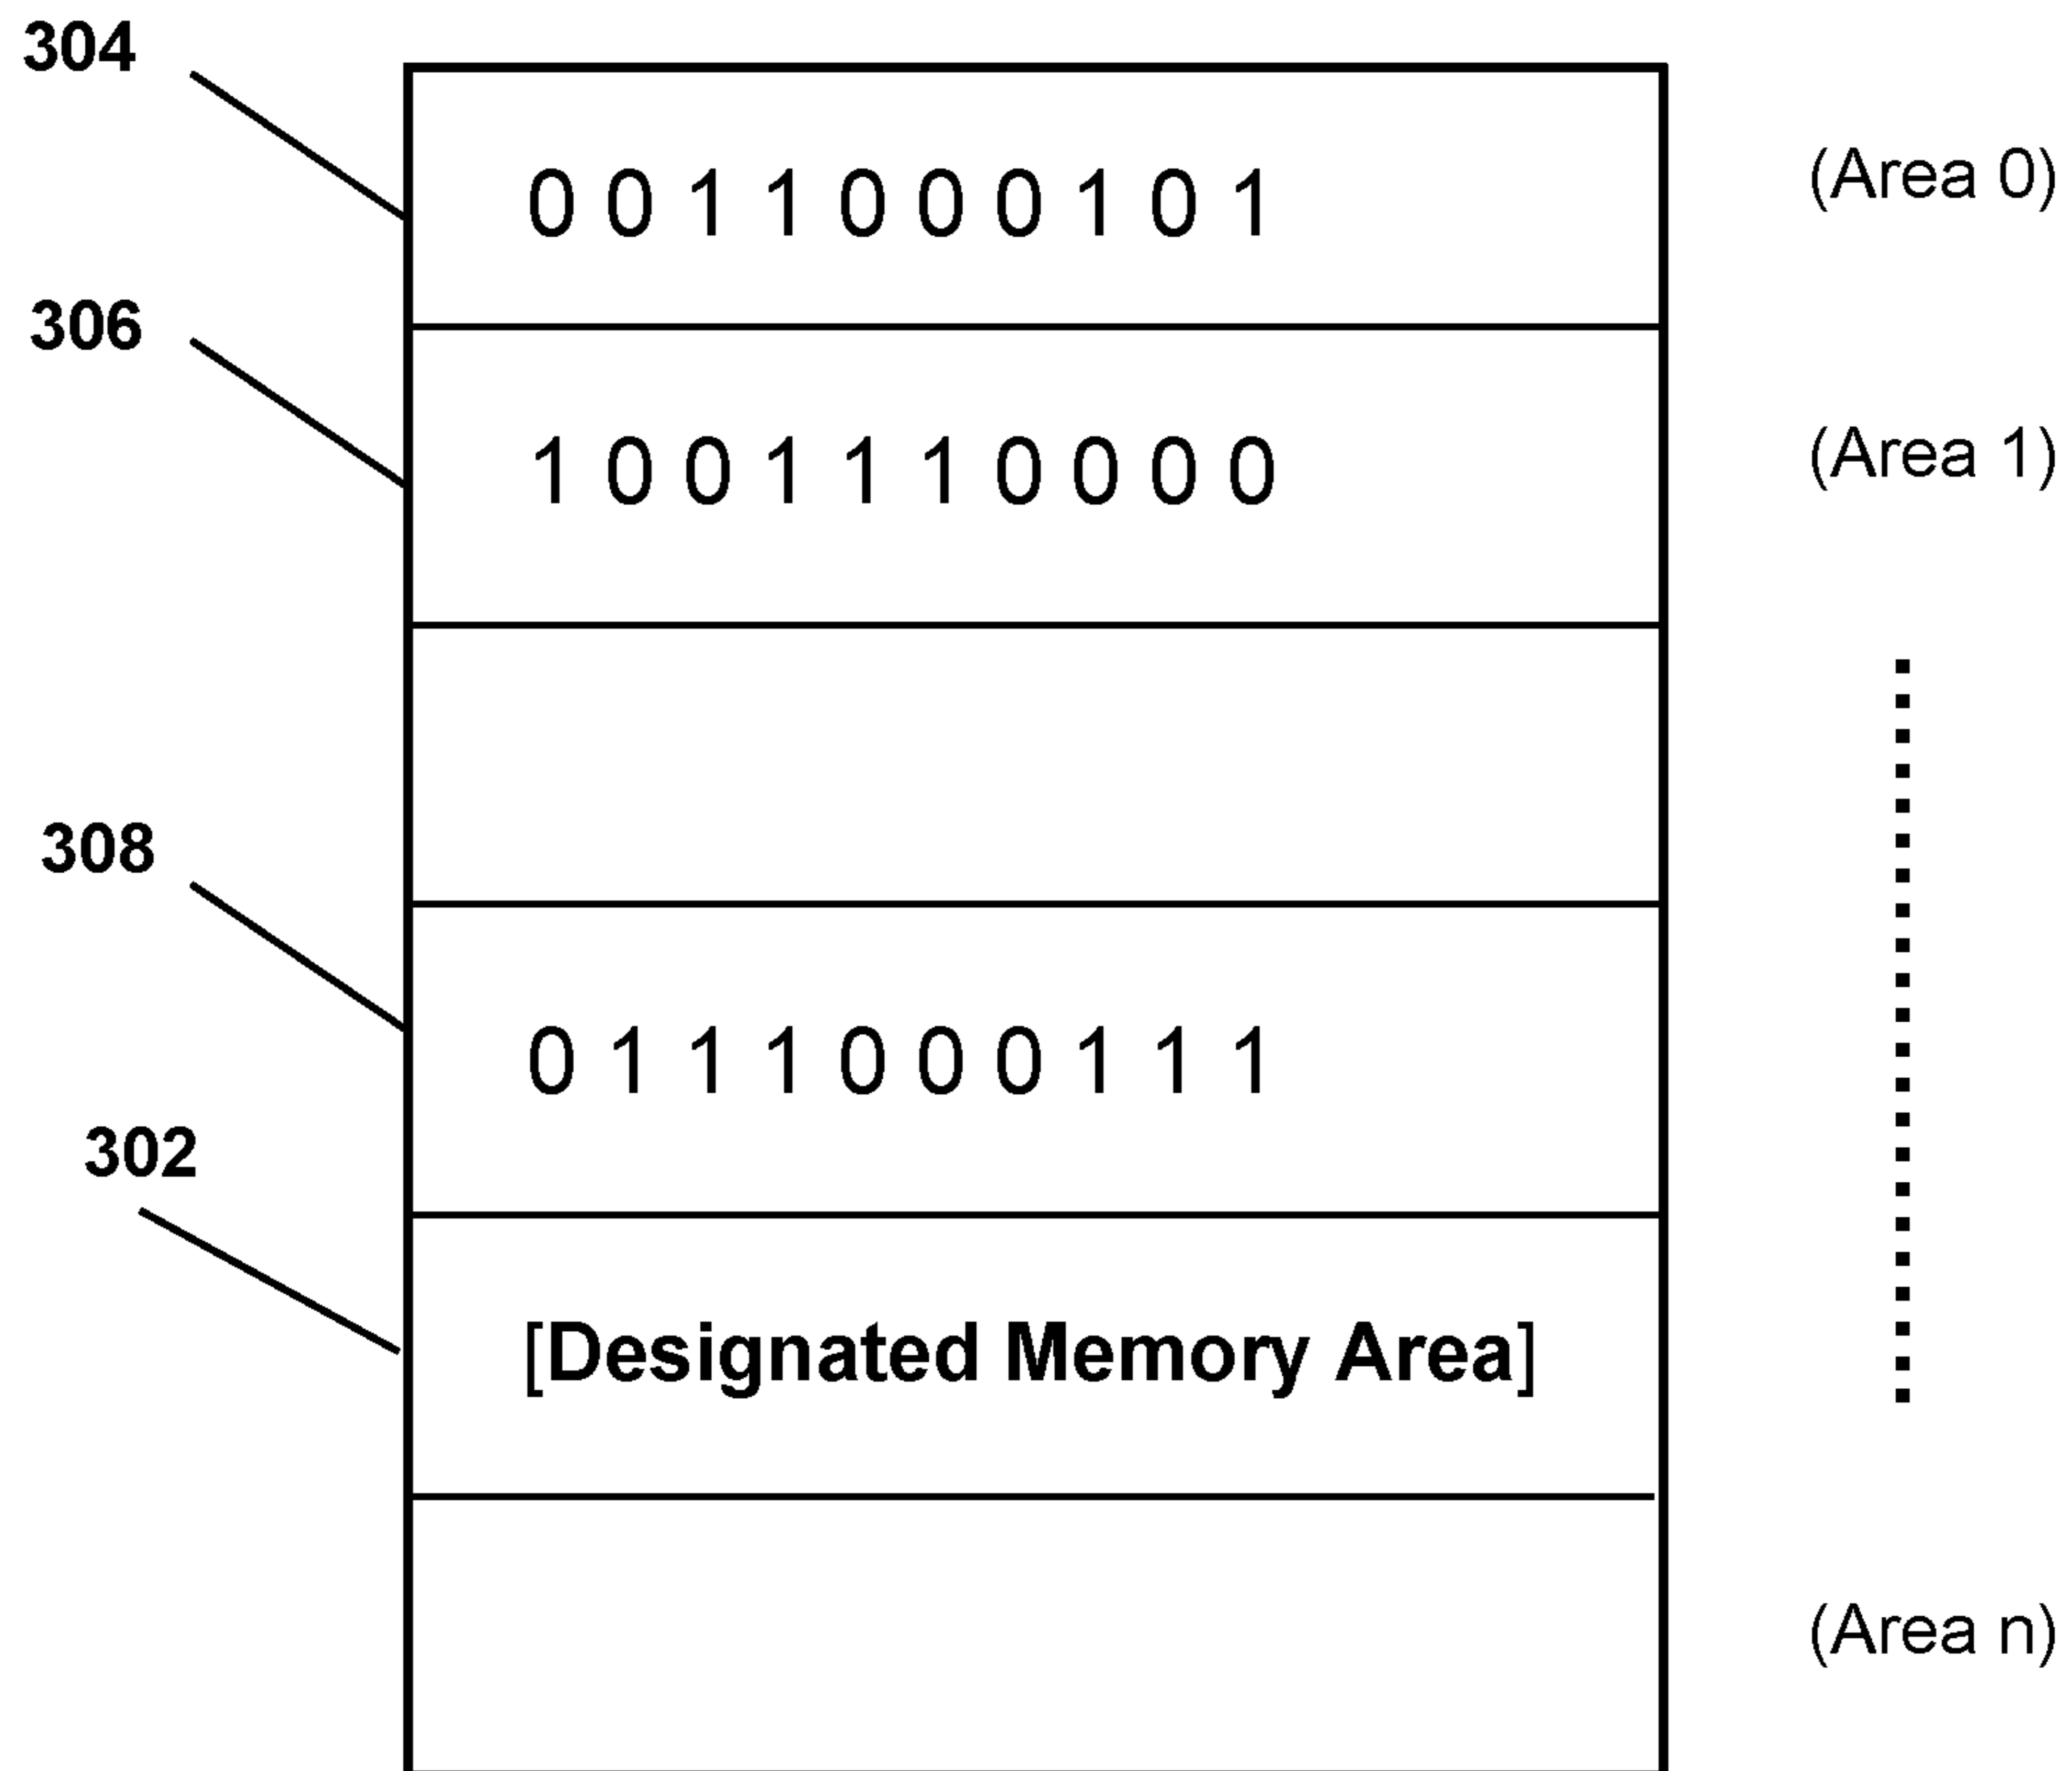 304
0 0 1 1 0 0 0 1 0 1 (Area 0)
306
1 0 0 1 1 1 0 0 0 0 (Area 1)
308
0 1 1 1 0 0 0 1 1 1
302
[Designated Memory Area]
(Area n)